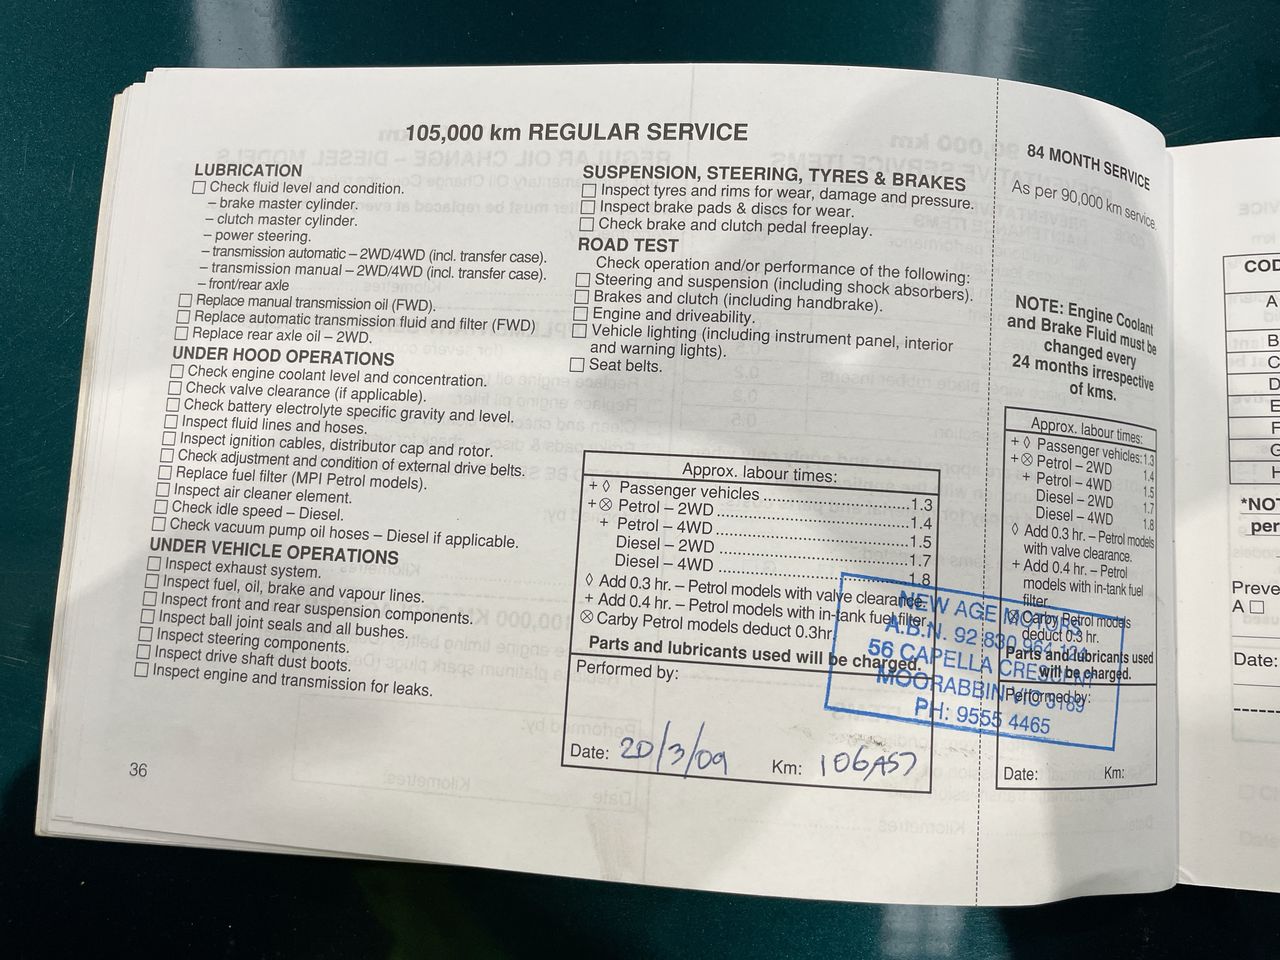 105,000 km REGULAR SERVICE
LUBRICATION
Check fluid level and condition.
– brake master cylinder.
– clutch master cylinder.
– power steering.
– transmission automatic – 2WD/4WD (incl. transfer case).
– transmission manual – 2WD/4WD (incl. transfer case).
– front/rear axle
Replace manual transmission oil (FWD).
Replace automatic transmission fluid and filter (FWD)
Replace rear axle oil – 2WD.
UNDER HOOD OPERATIONS
Check engine coolant level and concentration.
Check valve clearance (if applicable).
Check battery electrolyte specific gravity and level.
Inspect fluid lines and hoses.
Inspect ignition cables, distributor cap and rotor.
Check adjustment and condition of external drive belts.
Replace fuel filter (MPI Petrol models).
Inspect air cleaner element.
Check idle speed – Diesel.
Check vacuum pump oil hoses – Diesel if applicable.
UNDER VEHICLE OPERATIONS
Inspect exhaust system.
Inspect fuel, oil, brake and vapour lines.
Inspect front and rear suspension components.
Inspect ball joint seals and all bushes.
Inspect steering components.
Inspect drive shaft dust boots.
Inspect engine and transmission for leaks.
36
SUSPENSION, STEERING, TYRES & BRAKES
Inspect tyres and rims for wear, damage and pressure.
Inspect brake pads & discs for wear.
Check brake and clutch pedal freeplay.
ROAD TEST
Check operation and/or performance of the following:
Steering and suspension (including shock absorbers).
Brakes and clutch (including handbrake).
Engine and driveability.
Vehicle lighting (including instrument panel, interior
and warning lights).
Seat belts.
Approx. labour times:
+ ◊ Passenger vehicles ........ 1.3
+ ⊗ Petrol – 2WD ........ 1.4
+ Petrol – 4WD ........ 1.5
Diesel – 2WD ........ 1.7
Diesel – 4WD ........ 1.8
◊ Add 0.3 hr. – Petrol models with valve clearance.
+ Add 0.4 hr. – Petrol models with in-tank fuel filter
⊗ Carby Petrol models deduct 0.3hr
Parts and lubricants used will be charged.
Performed by:
Date: 20/3/09 Km:
NEW AGE MOTORS
A.B.N. 92 830 964 124
56 CAPELLA CRESCENT
MOORABBIN VIC 3189
PH: 9555 4465
84 MONTH SERVICE
As per 90,000 km service.
NOTE: Engine Coolant
and Brake Fluid must be
changed every
24 months irrespective
of kms.
Approx. labour times:
+ ◊ Passenger vehicles: 1.3
+ ⊗ Petrol – 2WD 1.4
+ Petrol – 4WD 1.5
Diesel – 2WD 1.7
Diesel – 4WD 1.8
◊ Add 0.3 hr. – Petrol models
with valve clearance.
+ Add 0.4 hr. – Petrol
models with in-tank fuel
filter
⊗ Carby Petrol models
deduct 0.3 hr.
Parts and lubricants used
will be charged.
Performed by:
Date: Km:
A
B
C
D
E
F
G
H
A
Date: